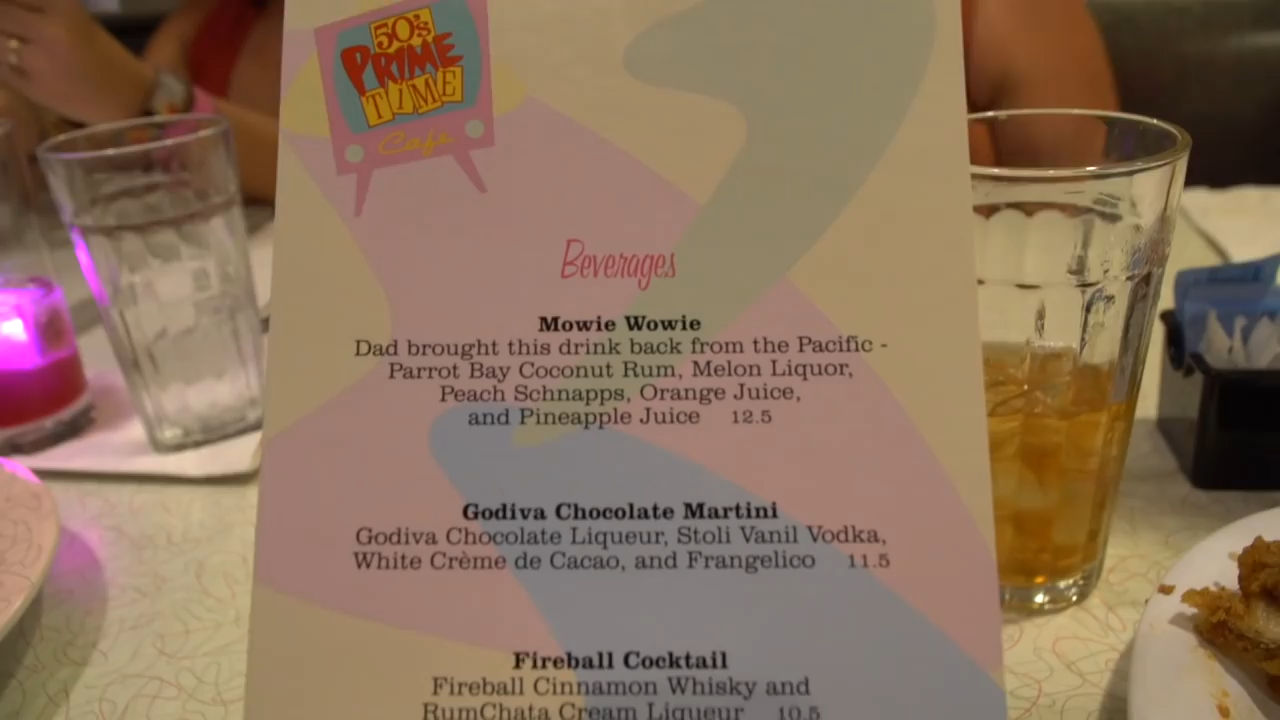 50's
PRIME
TIME
Cafe
Beverages
Mowie Wowie
Dad brought this drink back from the Pacific -
Parrot Bay Coconut Rum, Melon Liquor,
Peach Schnapps, Orange Juice,
and Pineapple Juice 12.5
Godiva Chocolate Martini
Godiva Chocolate Liqueur, Stoli Vanil Vodka,
White Crème de Cacao, and Frangelico 11.5
Fireball Cocktail
Fireball Cinnamon Whisky and
RumChata Cream Liqueur 10.5